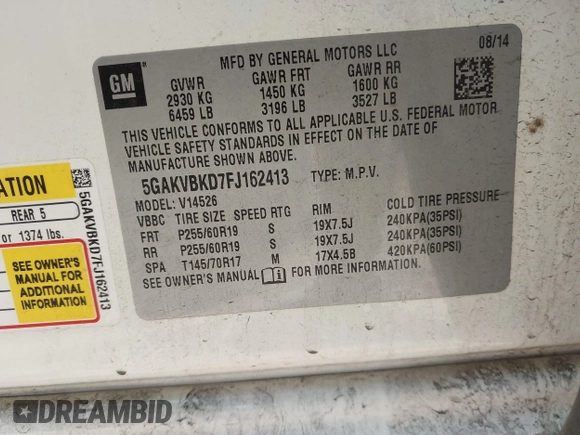 GM
MFD BY GENERAL MOTORS LLC
08/14
GVWR GAWR FRT GAWR RR
2930 KG 1450 KG 1600 KG
6459 LB 3196 LB 3527 LB
THIS VEHICLE CONFORMS TO ALL APPLICABLE U.S. FEDERAL MOTOR
VEHICLE SAFETY STANDARDS IN EFFECT ON THE DATE OF
MANUFACTURE SHOWN ABOVE.
5GAKVBKD7FJ162413 TYPE: M.P.V.
MODEL: V14526
VBBC TIRE SIZE SPEED RTG RIM COLD TIRE PRESSURE
FRT P255/60R19 S 19X7.5J 240KPA(35PSI)
RR P255/60R19 S 19X7.5J 240KPA(35PSI)
SPA T145/70R17 M 17X4.5B 420KPA(60PSI)
SEE OWNER'S MANUAL FOR MORE INFORMATION.
ATION
REAR 5
or 1374 lbs.
SEE OWNER'S
MANUAL FOR
ADDITIONAL
INFORMATION
5GAKVBKD7FJ162413
DREAMBID